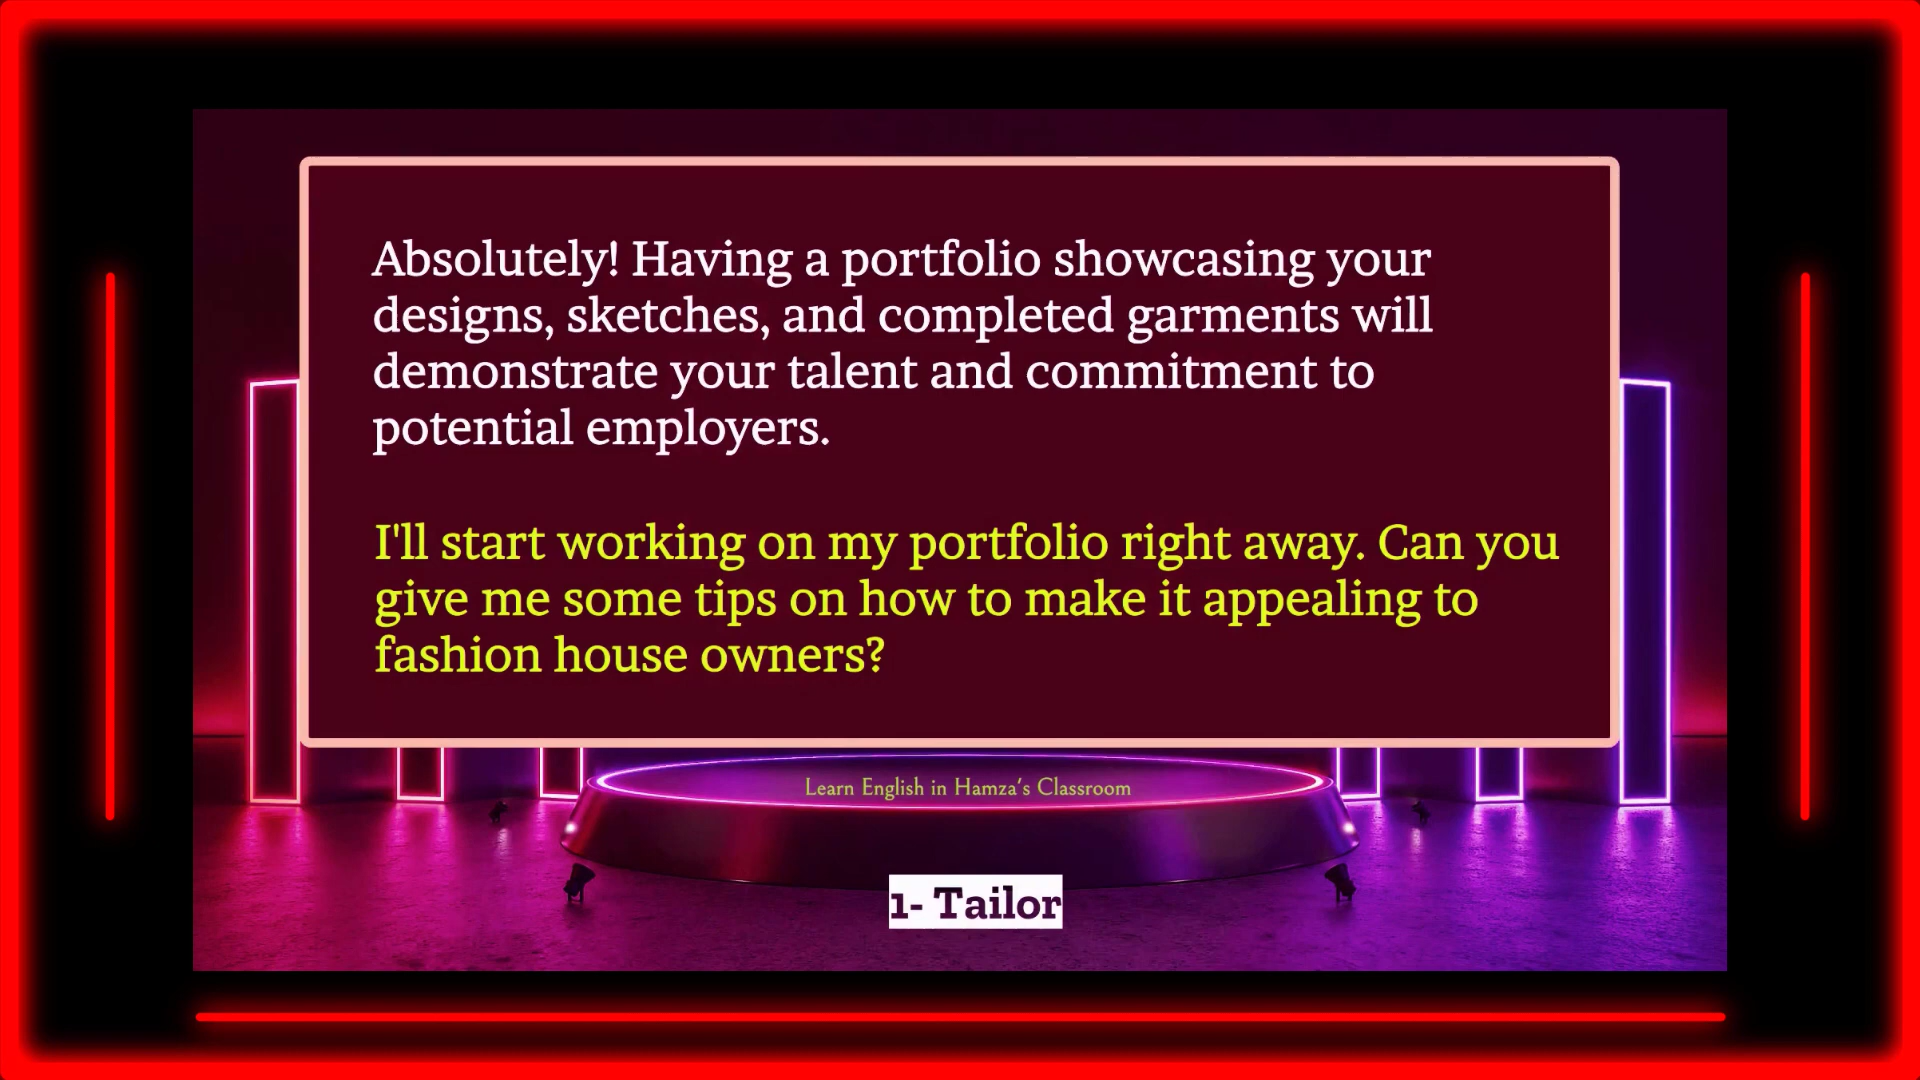 Absolutely! Having a portfolio showcasing your
designs, sketches, and completed garments will
demonstrate your talent and commitment to
potential employers.
I'll start working on my portfolio right away. Can you
give me some tips on how to make it appealing to
fashion house owners?
Learn English in Hamza's Classroom
1- Tailor